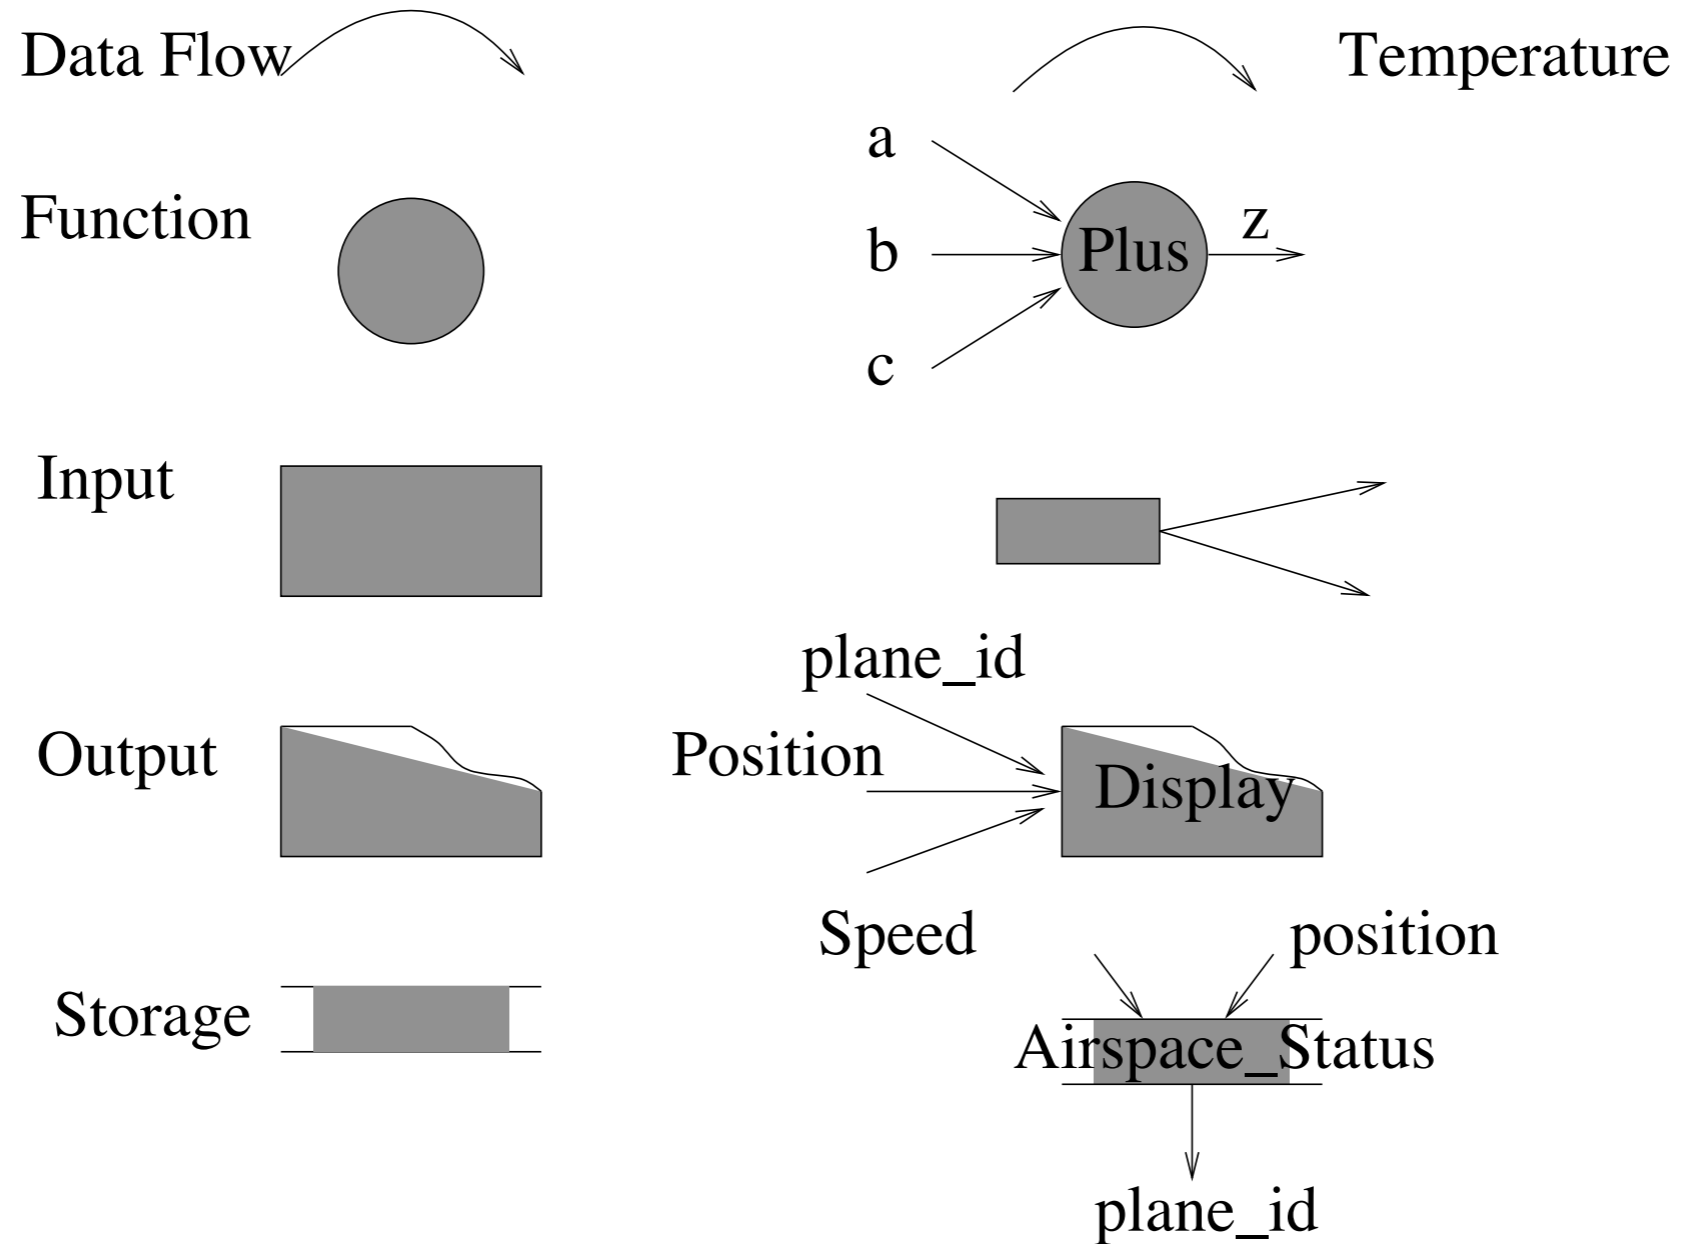 Data Flow
Temperature
a
Function
b
Plus
z
c
Input
plane_id
Output
Position
Display
Speed
position
Storage
Airspace_Status
plane_id